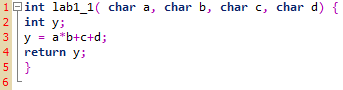 1 int lab1_1( char a, char b, char c, char d) {
2 int y;
3 y = a*b+c+d;
4 return y;
5 }
6